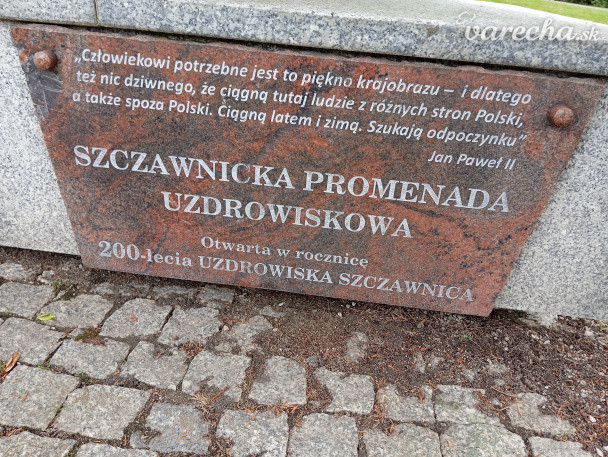 varecha.sk
„Człowiekowi potrzebne jest to piękno krajobrazu – i dlatego
też nic dziwnego, że ciągną tutaj ludzie z różnych stron Polski,
a także spoza Polski. Ciągną latem i zimą. Szukają odpoczynku”
Jan Paweł II
SZCZAWNICKA PROMENADA
UZDROWISKOWA
Otwarta w rocznicę
200-lecia UZDROWISKA SZCZAWNICA